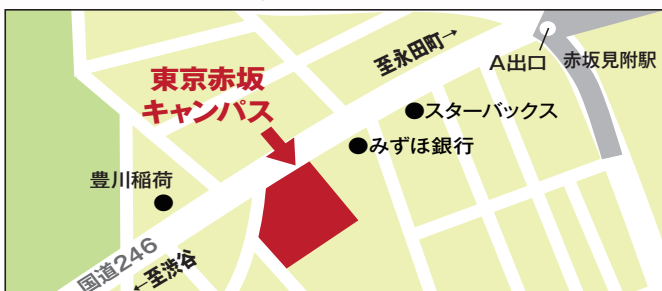 至永田町→
A出口
赤坂見附駅
東京赤坂
キャンパス
●スターバックス
●みずほ銀行
豊川稲荷
国道246
←至渋谷